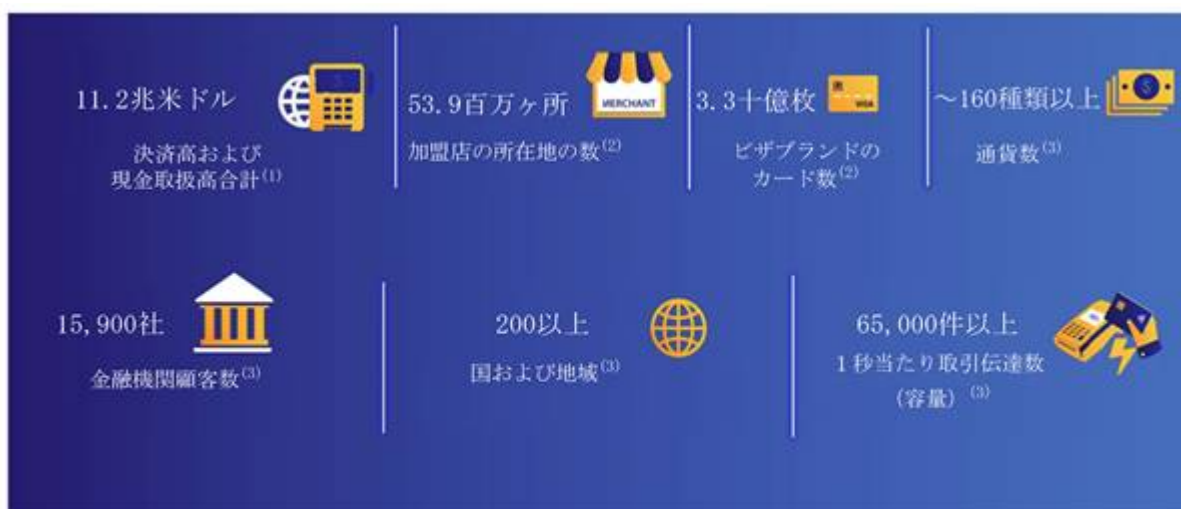 11.2兆米ドル
決済高および
現金取扱高合計(1)
53.9百万ヶ所
MERCHANT
加盟店の所在地の数(2)
3.3十億枚
VISA
ビザブランドの
カード数(2)
～160種類以上
$
通貨数(3)
15,900社
金融機関顧客数(3)
200以上
国および地域(3)
65,000件以上
1秒当たり取引伝達数
(容量) (3)